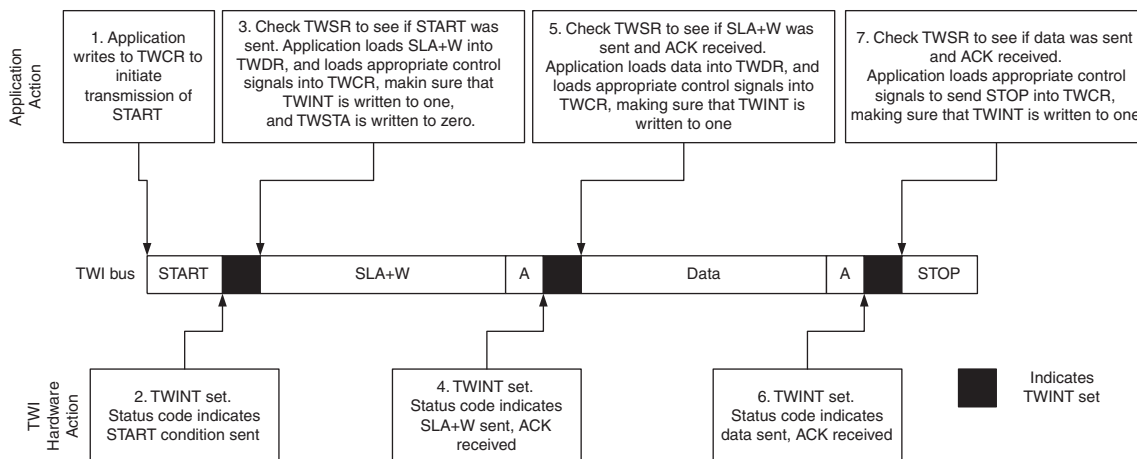 Application
Action
1. Application
writes to TWCR to
initiate
transmission of
START
3. Check TWSR to see if START was
sent. Application loads SLA+W into
TWDR, and loads appropriate control
signals into TWCR, makin sure that
TWINT is written to one,
and TWSTA is written to zero.
5. Check TWSR to see if SLA+W was
sent and ACK received.
Application loads data into TWDR, and
loads appropriate control signals into
TWCR, making sure that TWINT is
written to one
7. Check TWSR to see if data was sent
and ACK received.
Application loads appropriate control
signals to send STOP into TWCR,
making sure that TWINT is written to one
TWI bus
START
SLA+W
A
Data
A
STOP
TWI
Hardware
Action
2. TWINT set.
Status code indicates
START condition sent
4. TWINT set.
Status code indicates
SLA+W sent, ACK
received
6. TWINT set.
Status code indicates
data sent, ACK received
Indicates
TWINT set